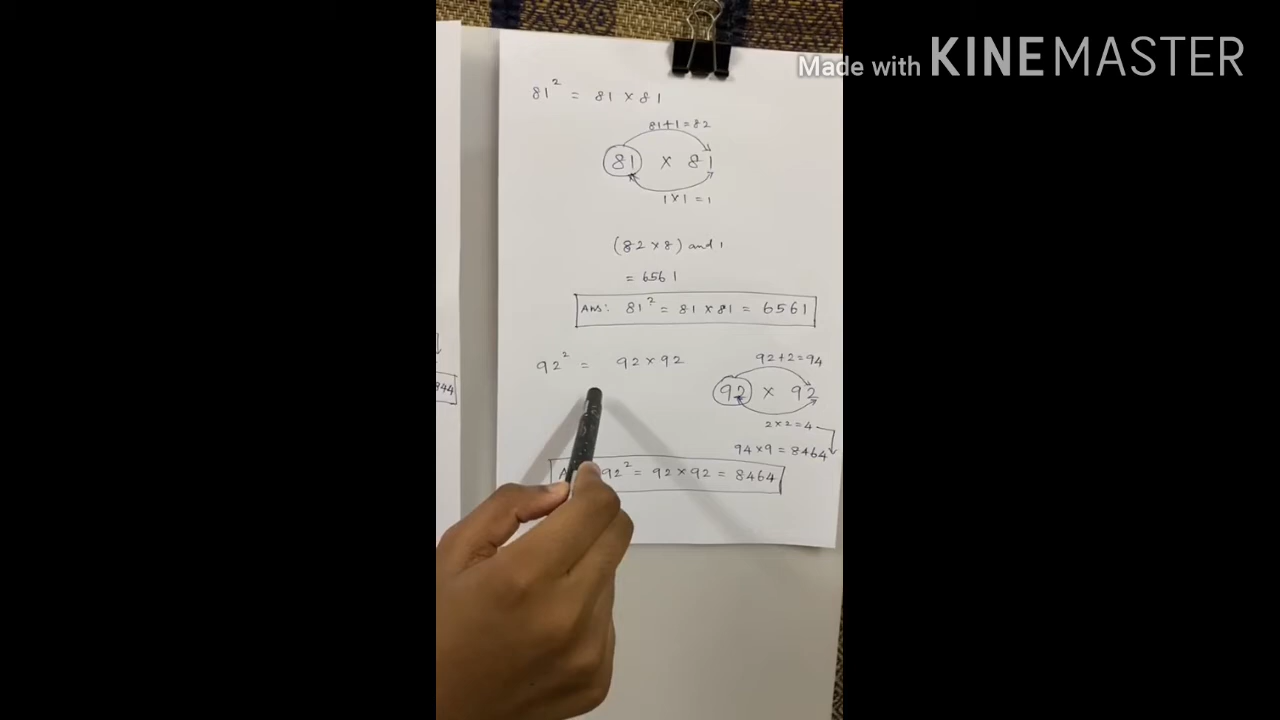 Made with KINEMASTER
81² = 81 × 81
81+1=82
81 × 81
1×1 = 1
(82 × 8) and 1
= 6561
Ans: 81² = 81 × 81 = 6561
92² = 92 × 92
92+2=94
92 × 92
2×2=4
94×9 = 8464
92² = 92 × 92 = 8464
844